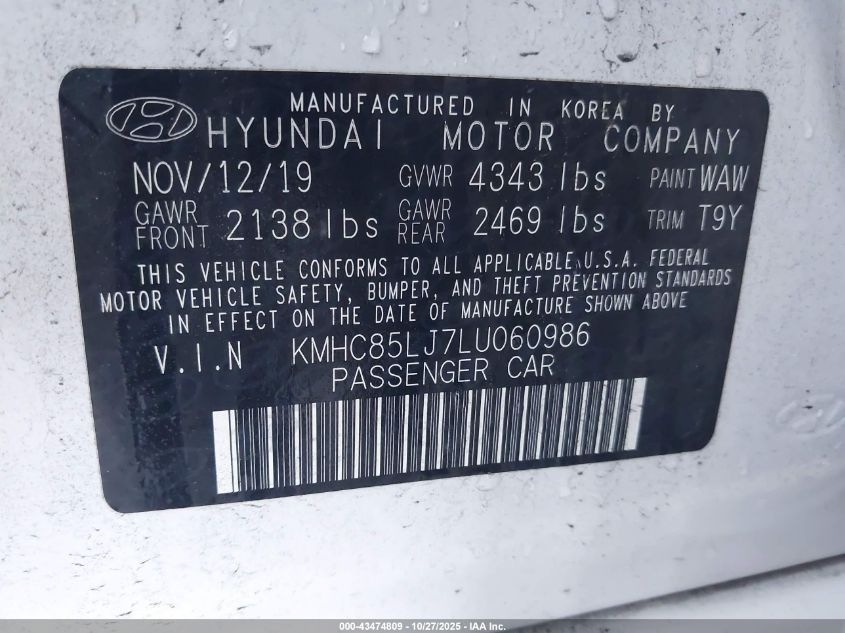 MANUFACTURED IN KOREA BY
HYUNDAI MOTOR COMPANY
NOV/12/19 GVWR 4343 lbs PAINT WAW
GAWR FRONT 2138 lbs GAWR REAR 2469 lbs TRIM T9Y
THIS VEHICLE CONFORMS TO ALL APPLICABLE U.S.A. FEDERAL
MOTOR VEHICLE SAFETY, BUMPER, AND THEFT PREVENTION STANDARDS
IN EFFECT ON THE DATE OF MANUFACTURE SHOWN ABOVE
V.I.N KMHC85LJ7LU060986
PASSENGER CAR
000-43474809 - 10/27/2025 - IAA Inc.